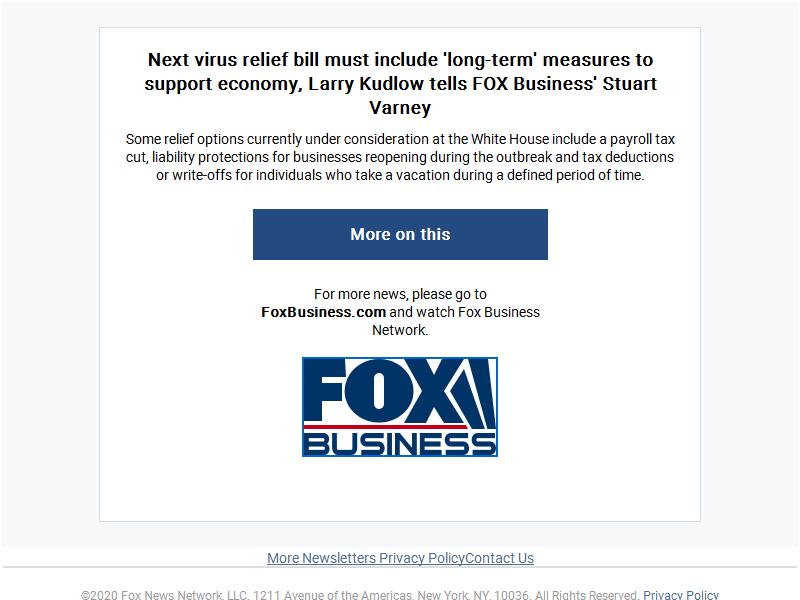 Next virus relief bill must include 'long-term' measures to
support economy, Larry Kudlow tells FOX Business' Stuart
Varney
Some relief options currently under consideration at the White House include a payroll tax
cut, liability protections for businesses reopening during the outbreak and tax deductions
or write-offs for individuals who take a vacation during a defined period of time.
More on this
For more news, please go to
FoxBusiness.com and watch Fox Business
Network.
FOX
BUSINESS
More Newsletters Privacy PolicyContact Us
©2020 Fox News Network, LLC. 1211 Avenue of the Americas, New York, NY, 10036. All Rights Reserved. Privacy Policy